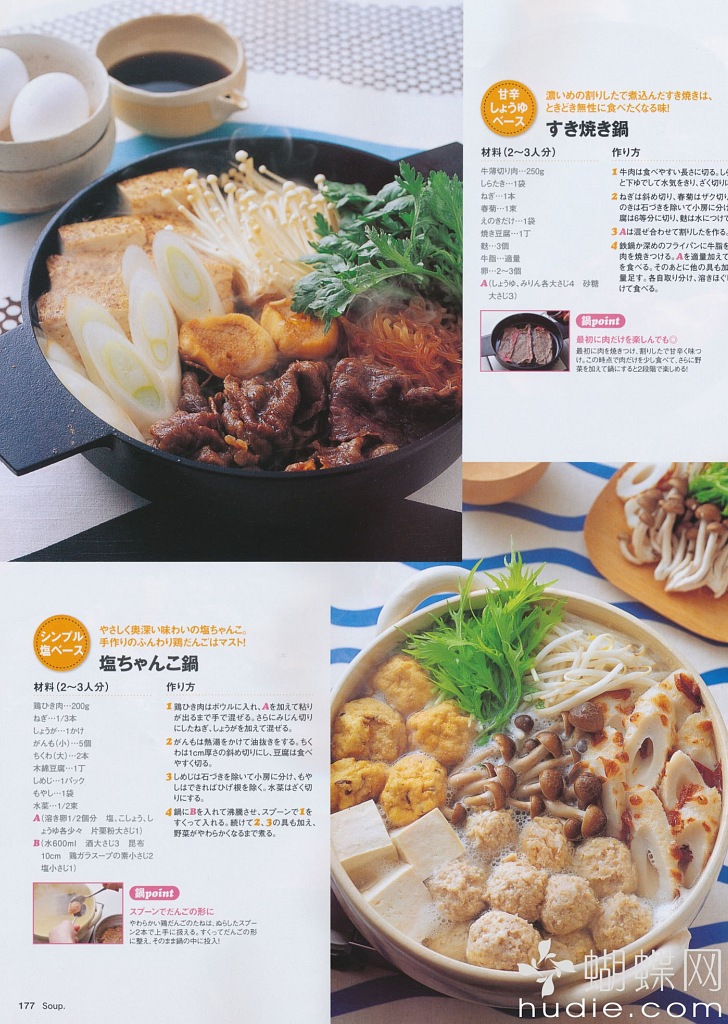 甘辛
しょうゆ
ベース
濃いめの割りしたで煮込んだすき焼きは、
ときどき無性に食べたくなる味!
すき焼き鍋
材料(2〜3人分)
牛薄切り肉…250g
しらたき…1袋
ねぎ…1本
春菊…1束
えのきだけ…1袋
焼き豆腐…1丁
麩…3個
牛脂…適量
卵…2〜3個
A(しょうゆ、みりん各大さじ4 砂糖
大さじ3)
作り方
1 牛肉は食べやすい長さに切る。しら
と下ゆでして水気をきり、ざく切りに
2 ねぎは斜め切り、春菊はザク切り、
のきは石づきを除いて小房に分け
腐は6等分に切り、麩は水につけて
3 Aは混ぜ合わせて割りしたを作る。
4 鉄鍋か深めのフライパンに牛脂を
肉を焼きつける。Aを適量加えて
を食べる。そのあとに他の具も加
量足す。各自取り分け、溶きほぐし
けて食べる。
鍋point
最初に肉だけを楽しんでも◎
最初に肉を焼きつけ、割りしたで甘辛く味つ
け。この時点で肉だけを少し食べて、さらに野
菜を加えて鍋にすると2段階で楽しめる!
シンプル
塩ベース
やさしく奥深い味わいの塩ちゃんこ。
手作りのふんわり鶏だんごはマスト!
塩ちゃんこ鍋
材料(2〜3人分)
鶏ひき肉…200g
ねぎ…1/3本
しょうが…1かけ
がんも(小)…5個
ちくわ(大)…2本
木綿豆腐…1丁
しめじ…1パック
もやし…1袋
水菜…1/2束
A(溶き卵1/2個分 塩、こしょう、し
ょうゆ各少々 片栗粉大さじ1)
B(水600ml 酒大さじ3 昆布
10cm 鶏ガラスープの素小さじ2
塩小さじ1)
作り方
1 鶏ひき肉はボウルに入れ、Aを加えて粘り
が出るまで手で混ぜる。さらにみじん切り
にしたねぎ、しょうがを加えて混ぜる。
2 がんもは熱湯をかけて油抜きをする。ちく
わは1cm厚さの斜め切りにし、豆腐は食べ
やすく切る。
3 しめじは石づきを除いて小房に分け、もや
しはできればひげ根を除く。水菜はざく切
りにする。
4 鍋にBを入れて沸騰させ、スプーンで1を
すくって入れる。続けて2、3の具も加え、
野菜がやわらかくなるまで煮る。
鍋point
スプーンでだんごの形に
やわらかい鶏だんごのたねは、ぬらしたスプー
ン2本で上手に扱える。すくってだんごの形
に整え、そのまま鍋の中に投入!
177 Soup.
蝴蝶网
hudie.com